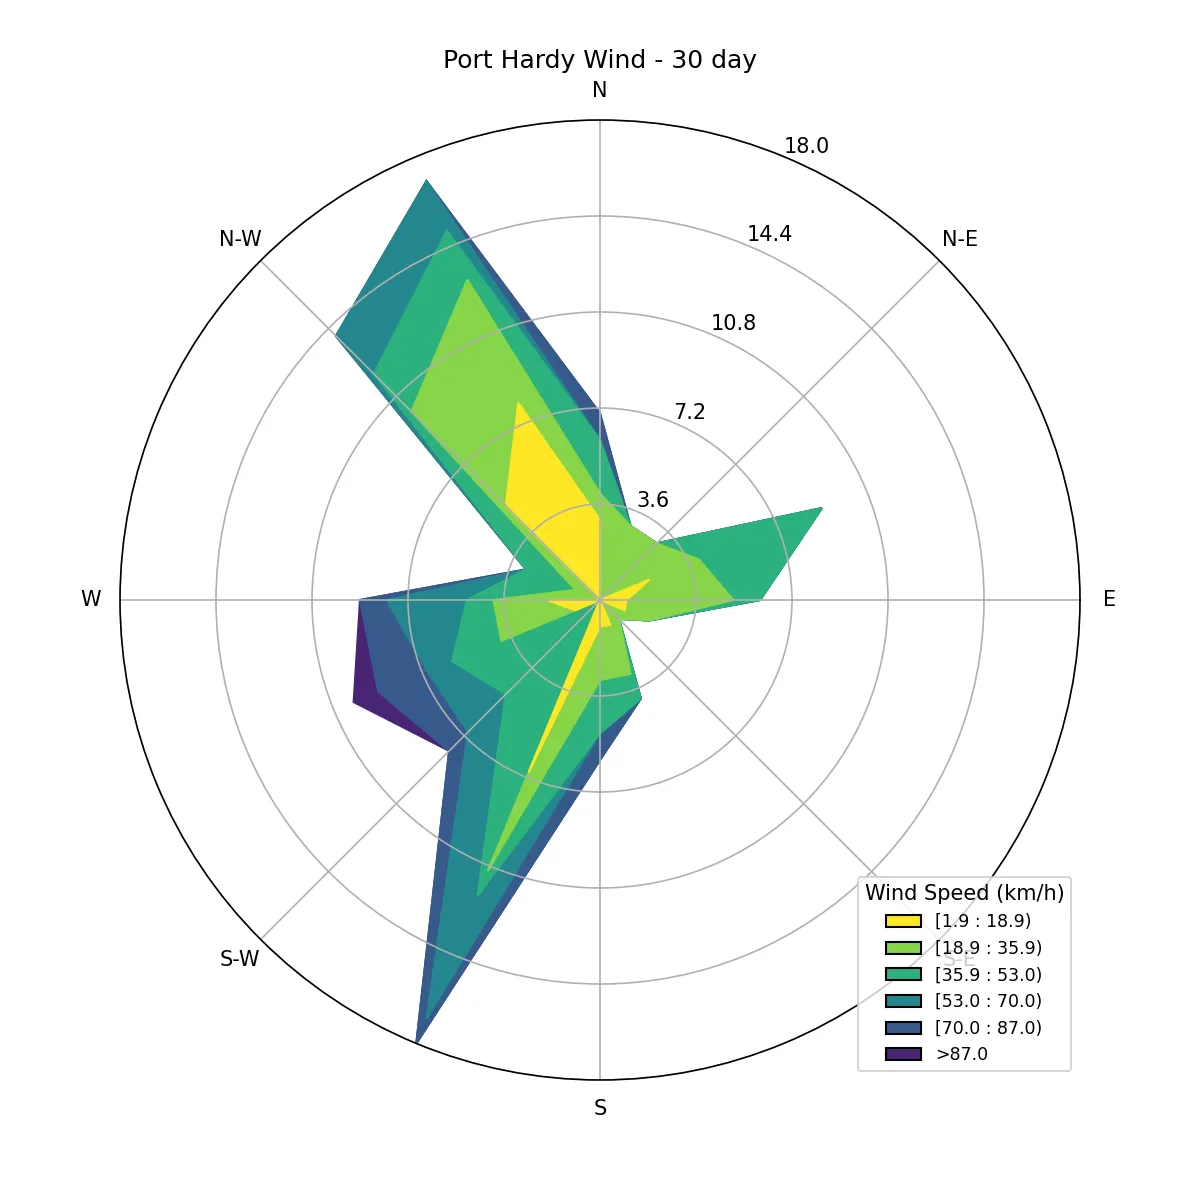 Port Hardy Wind - 30 day
N
18.0
N-W
N-E
14.4
10.8
7.2
3.6
W
E
Wind Speed (km/h)
[1.9 : 18.9)
[18.9 : 35.9)
S-W
S-E
[35.9 : 53.0)
[53.0 : 70.0)
[70.0 : 87.0)
>87.0
S